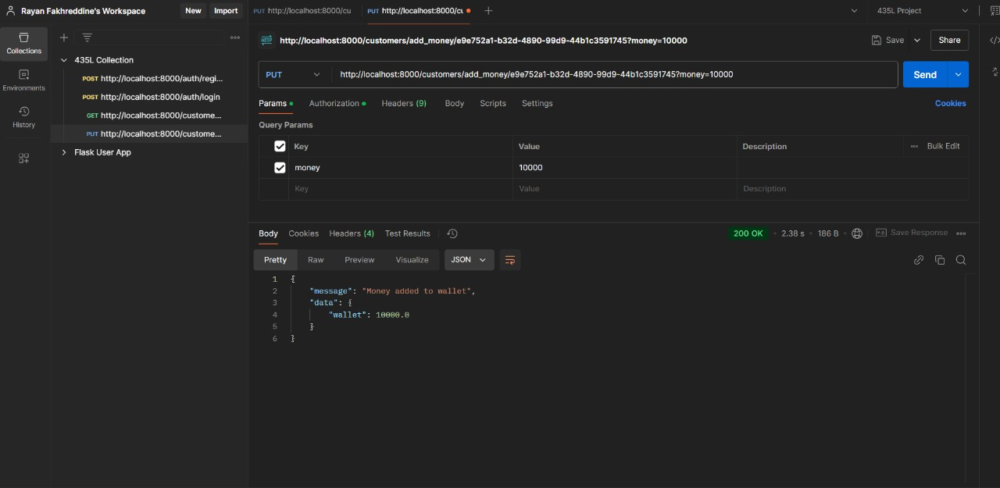 Rayan Fakhreddine's Workspace
New
Import
PUT http://localhost:8000/cu
PUT http://localhost:8000/cu
435L Project
Collections
Environments
History
435L Collection
POST http://localhost:8000/auth/regi...
POST http://localhost:8000/auth/login
GET http://localhost:8000/custome...
PUT http://localhost:8000/custome...
Flask User App
HTTP http://localhost:8000/customers/add_money/e9e752a1-b32d-4890-99d9-44b1c3591745?money=10000
Save
Share
PUT
http://localhost:8000/customers/add_money/e9e752a1-b32d-4890-99d9-44b1c3591745?money=10000
Send
Params
Authorization
Headers (9)
Body
Scripts
Settings
Cookies
Query Params
Key
Value
Description
Bulk Edit
money
10000
Key
Value
Description
Body
Cookies
Headers (4)
Test Results
200 OK
2.38 s
186 B
Save Response
Pretty
Raw
Preview
Visualize
JSON
1 {
2 "message": "Money added to wallet",
3 "data": {
4 "wallet": 10000.0
5 }
6 }